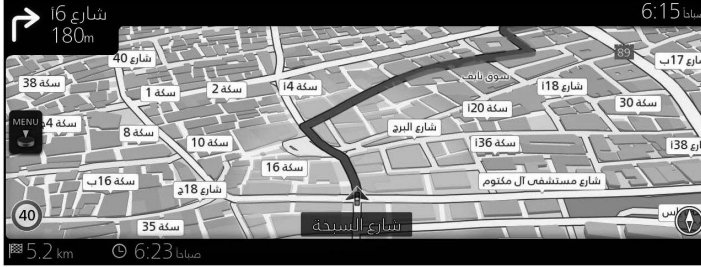 شارع 6أ
180m
6:15 صباحاً
شارع 40
89
شارع 17ب
سوق نايف
سكة 38
سكة 1
سكة 2
سكة 4أ
شارع 18أ
20أ سكة
سكة 30
MENU
سكة 4د
سكة 8
سكة 10
شارع البرج
سكة 36أ
38أ
سكة 16
سكة 16ب
شارع 18ج
شارع مستشفى آل مكتوم
40
سكة 35
شارع السبخة
5.2 km
6:23 صباحاً